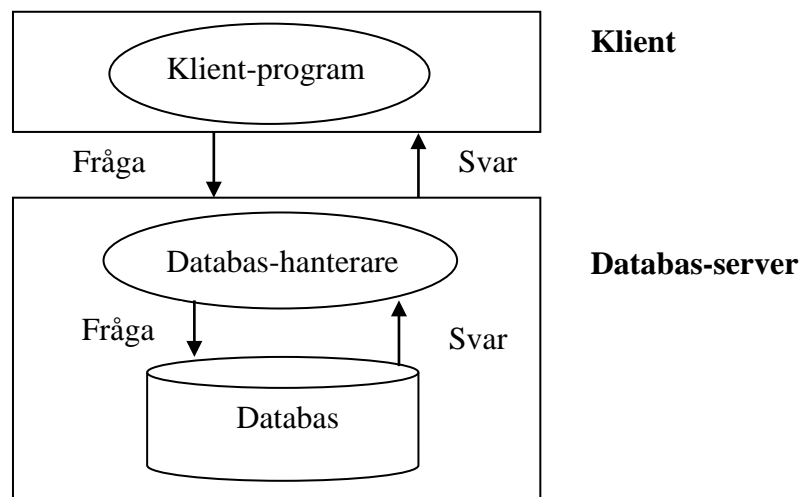 Klient
Klient-program
Fråga
Svar
Databas-hanterare
Databas-server
Fråga
Svar
Databas